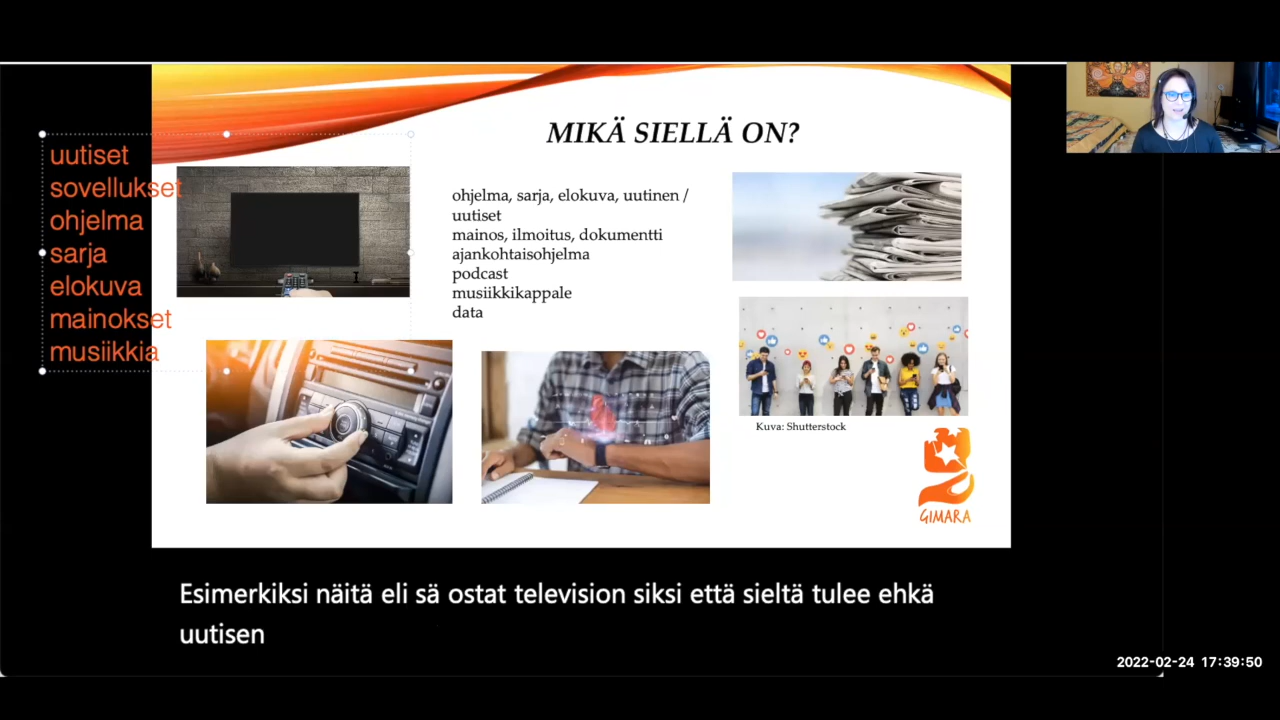 MIKÄ SIELLÄ ON?
uutiset
sovellukset
ohjelma
sarja
elokuva
mainokset
musiikkia
ohjelma, sarja, elokuva, uutinen /
uutiset
mainos, ilmoitus, dokumentti
ajankohtaisohjelma
podcast
musiikkikappale
data
Kuva: Shutterstock
GIMARA
Esimerkiksi näitä eli sä ostat television siksi että sieltä tulee ehkä
uutisen
2022-02-24 17:39:50